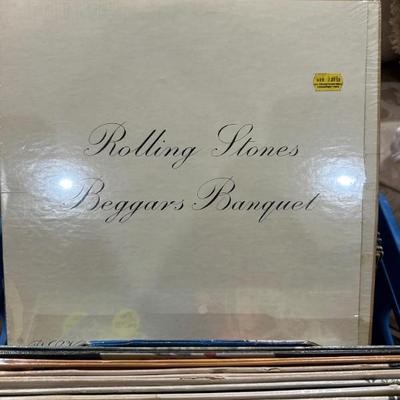 Rolling Stones
Beggars Banquet